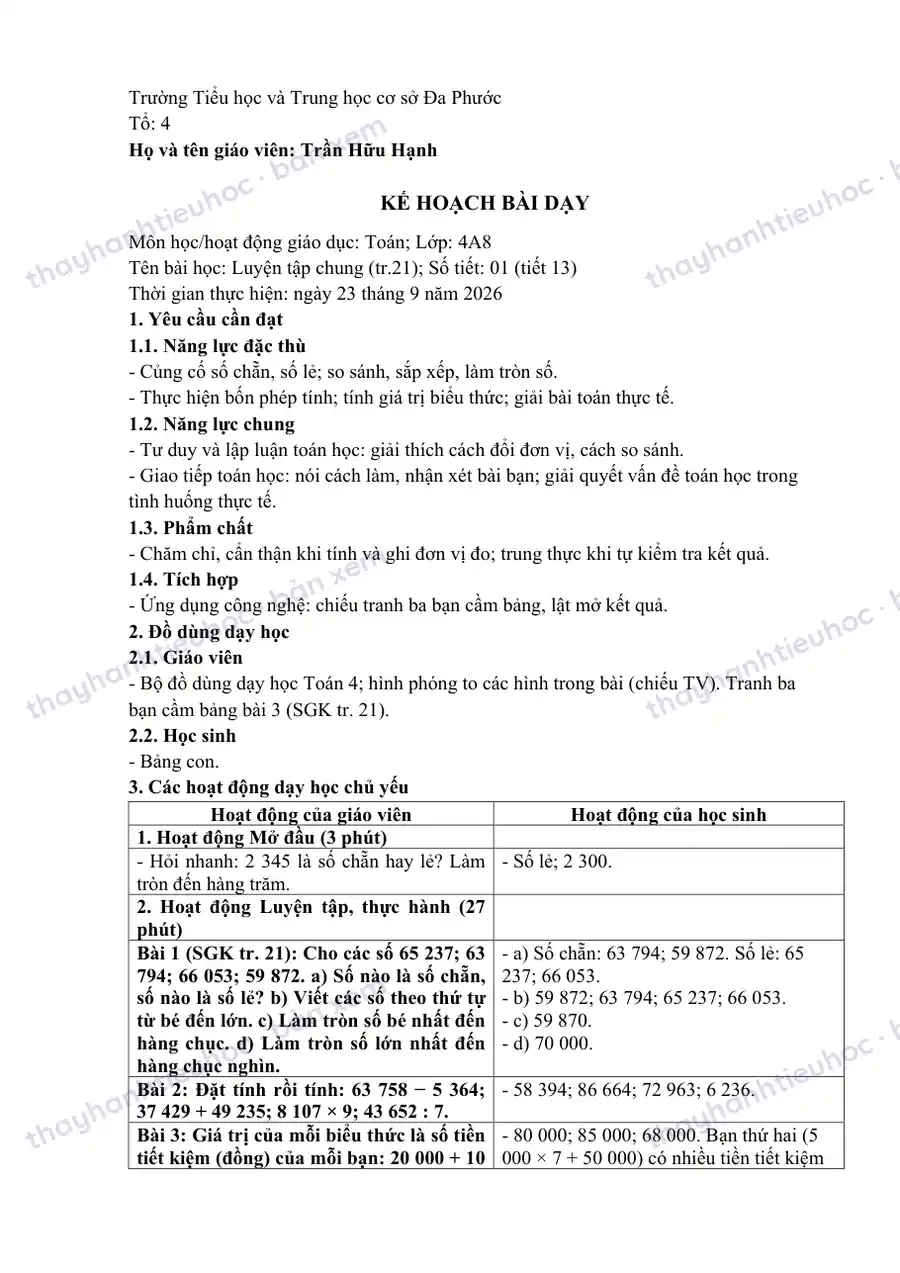 Trường Tiểu học và Trung học cơ sở Đa Phước
Tổ: 4
Họ và tên giáo viên: Trần Hữu Hạnh
KẾ HOẠCH BÀI DẠY
Môn học/hoạt động giáo dục: Toán; Lớp: 4A8
Tên bài học: Luyện tập chung (tr.21); Số tiết: 01 (tiết 13)
Thời gian thực hiện: ngày 23 tháng 9 năm 2026
1. Yêu cầu cần đạt
1.1. Năng lực đặc thù
- Củng cố số chẵn, số lẻ; so sánh, sắp xếp, làm tròn số.
- Thực hiện bốn phép tính; tính giá trị biểu thức; giải bài toán thực tế.
1.2. Năng lực chung
- Tư duy và lập luận toán học: giải thích cách đổi đơn vị, cách so sánh.
- Giao tiếp toán học: nói cách làm, nhận xét bài bạn; giải quyết vấn đề toán học trong
tình huống thực tế.
1.3. Phẩm chất
- Chăm chỉ, cẩn thận khi tính và ghi đơn vị đo; trung thực khi tự kiểm tra kết quả.
1.4. Tích hợp
- Ứng dụng công nghệ: chiếu tranh ba bạn cầm bảng, lật mở kết quả.
2. Đồ dùng dạy học
2.1. Giáo viên
- Bộ đồ dùng dạy học Toán 4; hình phóng to các hình trong bài (chiếu TV). Tranh ba
bạn cầm bảng bài 3 (SGK tr. 21).
2.2. Học sinh
- Bảng con.
3. Các hoạt động dạy học chủ yếu
Hoạt động của giáo viên
Hoạt động của học sinh
1. Hoạt động Mở đầu (3 phút)
- Hỏi nhanh: 2 345 là số chẵn hay lẻ? Làm
tròn đến hàng trăm.
- Số lẻ; 2 300.
2. Hoạt động Luyện tập, thực hành (27
phút)
Bài 1 (SGK tr. 21): Cho các số 65 237; 63
794; 66 053; 59 872. a) Số nào là số chẵn,
số nào là số lẻ? b) Viết các số theo thứ tự
từ bé đến lớn. c) Làm tròn số bé nhất đến
hàng chục. d) Làm tròn số lớn nhất đến
hàng chục nghìn.
- a) Số chẵn: 63 794; 59 872. Số lẻ: 65
237; 66 053.
- b) 59 872; 63 794; 65 237; 66 053.
- c) 59 870.
- d) 70 000.
Bài 2: Đặt tính rồi tính: 63 758 − 5 364;
37 429 + 49 235; 8 107 × 9; 43 652 : 7.
- 58 394; 86 664; 72 963; 6 236.
Bài 3: Giá trị của mỗi biểu thức là số tiền
tiết kiệm (đồng) của mỗi bạn: 20 000 + 10
- 80 000; 85 000; 68 000. Bạn thứ hai (5
000 × 7 + 50 000) có nhiều tiền tiết kiệm
thayhanhtieuhoc · bản xem
thayhanhtieuhoc · b
thayhanhtieuhoc · bản xem
thayhanhtieuhoc · b
thayhanhtieuhoc · bản xem
thayhanhtieuhoc · b